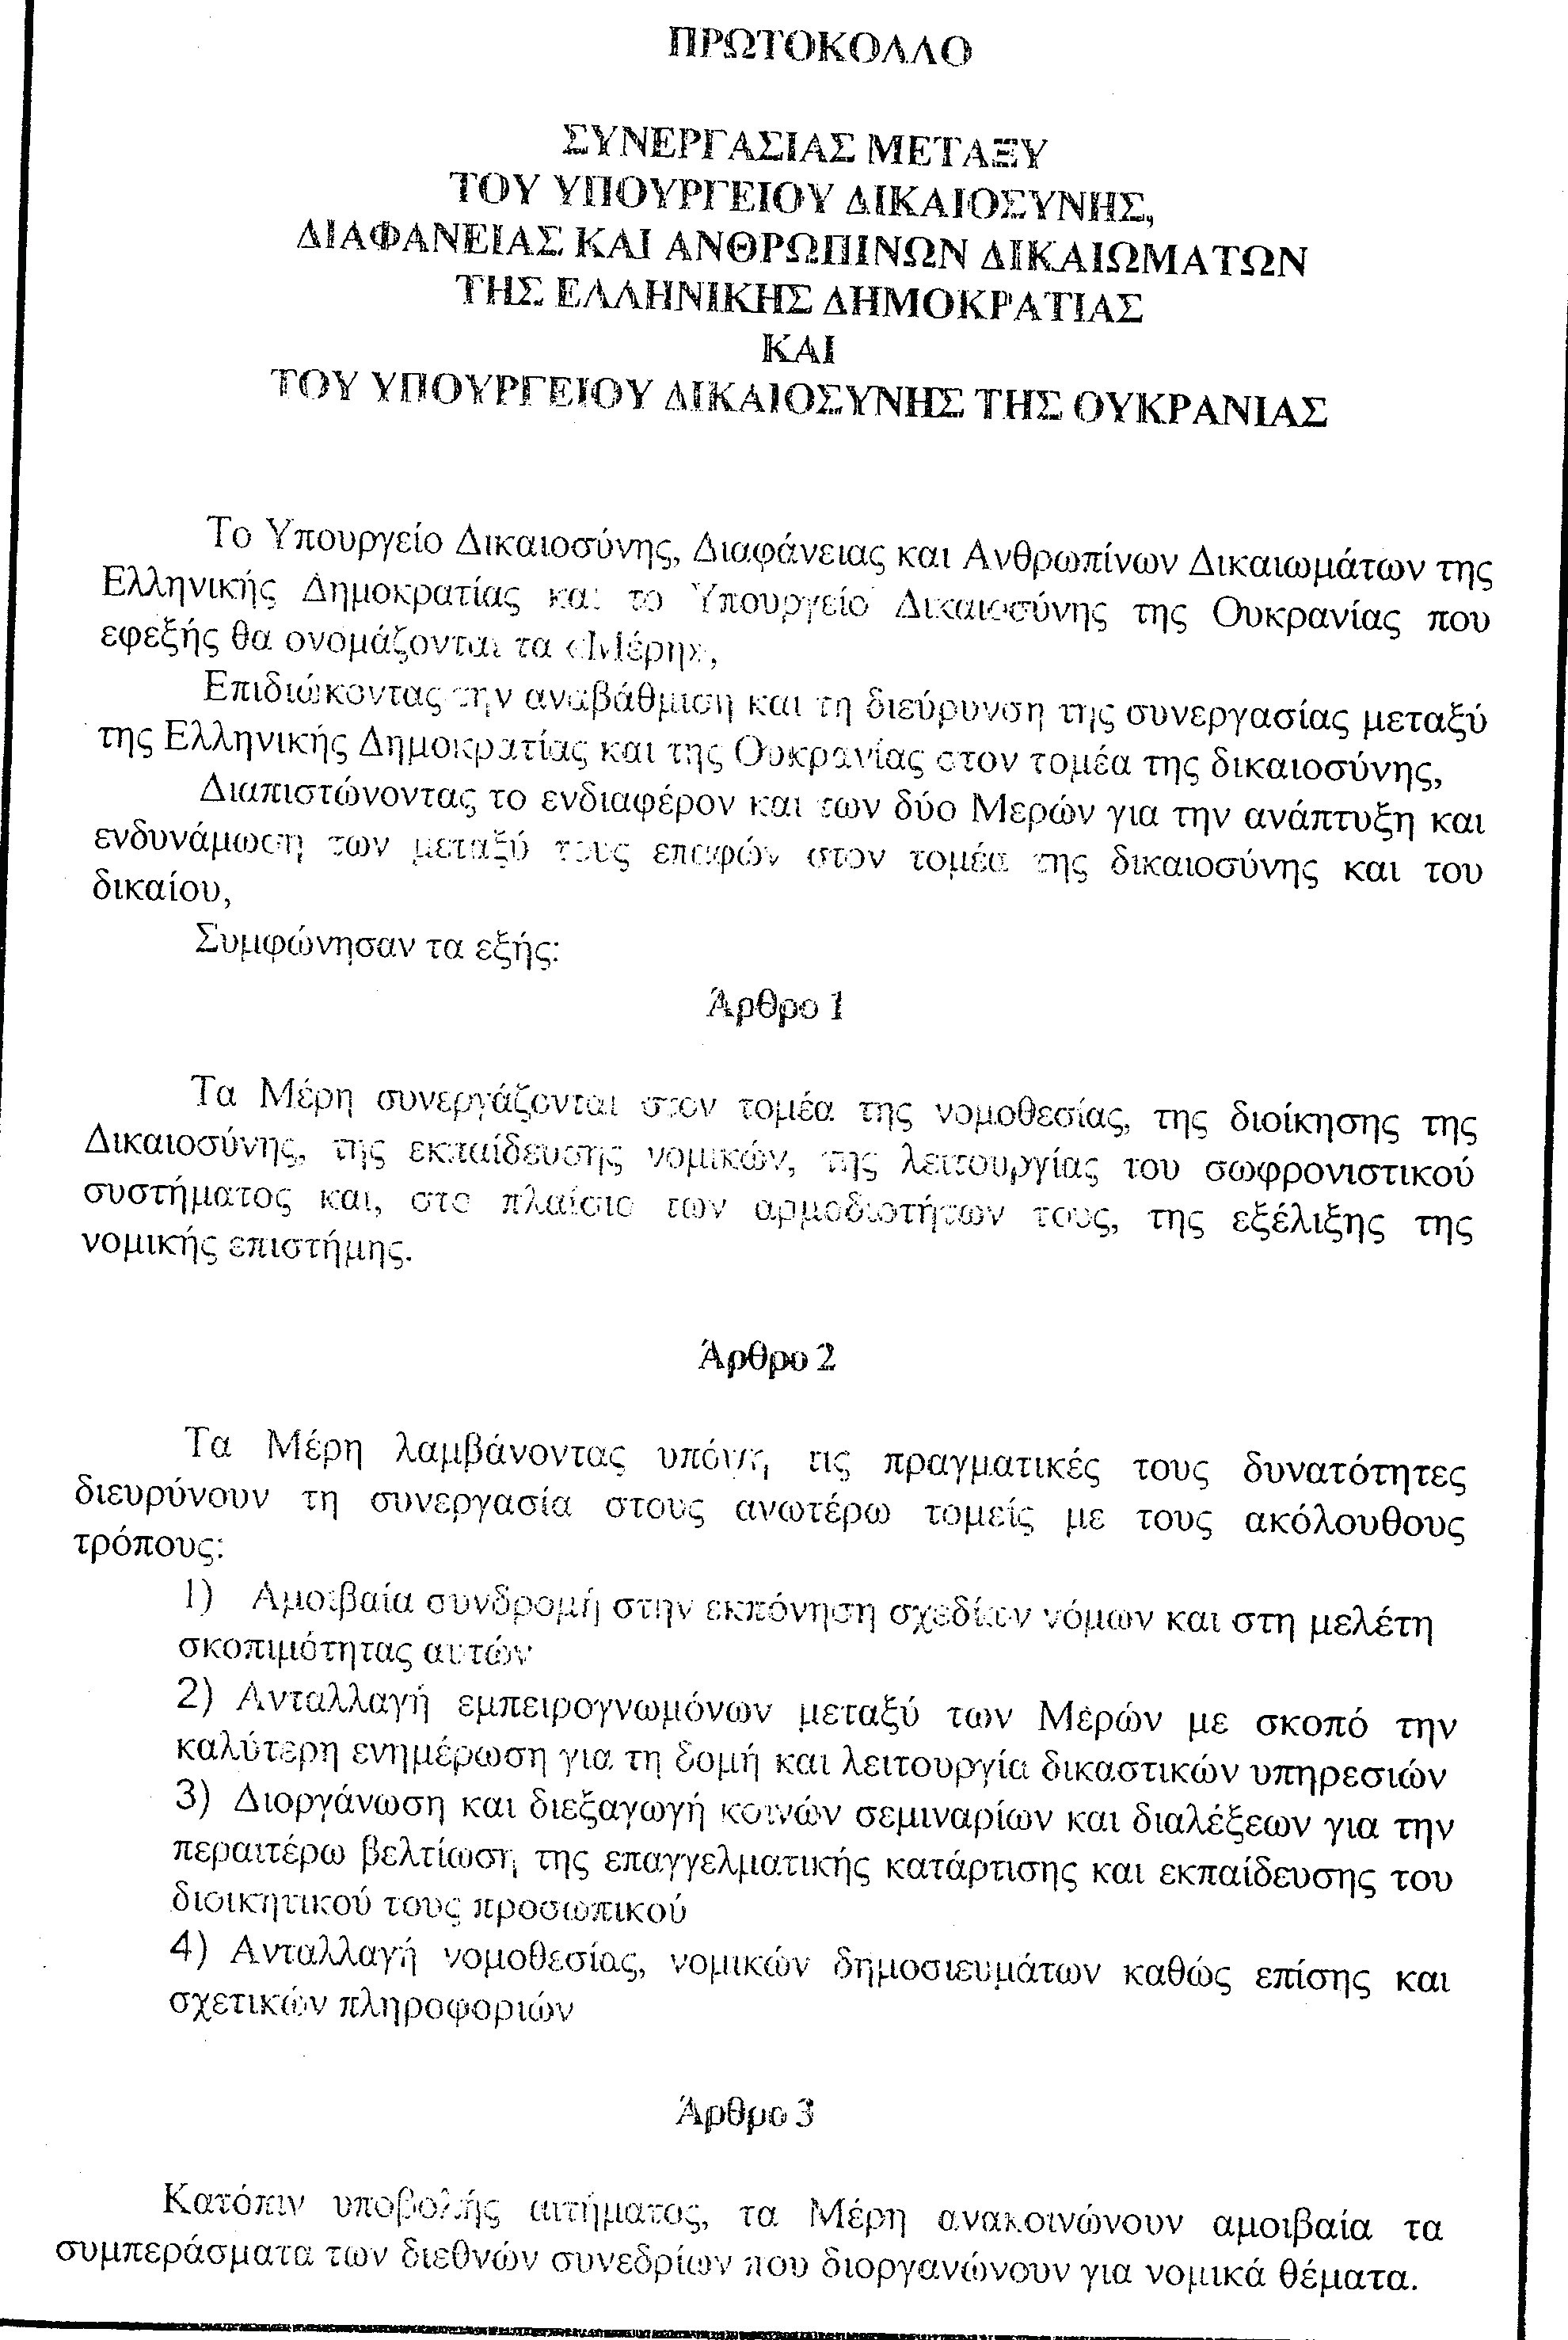 ΠΡΩΤΟΚΟΛΛΟ
ΣΥΝΕΡΓΑΣΙΑΣ ΜΕΤΑΞΥ
ΤΟΥ ΥΠΟΥΡΓΕΙΟΥ ΔΙΚΑΙΟΣΥΝΗΣ,
ΔΙΑΦΑΝΕΙΑΣ ΚΑΙ ΑΝΘΡΩΠΙΝΩΝ ΔΙΚΑΙΩΜΑΤΩΝ
ΤΗΣ ΕΛΛΗΝΙΚΗΣ ΔΗΜΟΚΡΑΤΙΑΣ
ΚΑΙ
ΤΟΥ ΥΠΟΥΡΓΕΙΟΥ ΔΙΚΑΙΟΣΥΝΗΣ ΤΗΣ ΟΥΚΡΑΝΙΑΣ
Το Υπουργείο Δικαιοσύνης, Διαφάνειας και Ανθρωπίνων Δικαιωμάτων της
Ελληνικής Δημοκρατίας και το Υπουργείο Δικαιοσύνης της Ουκρανίας που
εφεξής θα ονομάζονται τα «Μέρη»,
Επιδιώκοντας την αναβάθμιση και τη διεύρυνση της συνεργασίας μεταξύ
της Ελληνικής Δημοκρατίας και της Ουκρανίας στον τομέα της δικαιοσύνης,
Διαπιστώνοντας το ενδιαφέρον και των δύο Μερών για την ανάπτυξη και
ενδυνάμωση των μεταξύ τους επαφών στον τομέα της δικαιοσύνης και του
δικαίου,
Συμφώνησαν τα εξής:
Άρθρο 1
Τα Μέρη συνεργάζονται στον τομέα της νομοθεσίας, της διοίκησης της
Δικαιοσύνης, της εκπαίδευσης νομικών, της λειτουργίας του σωφρονιστικού
συστήματος και, στο πλαίσιο των αρμοδιοτήτων τους, της εξέλιξης της
νομικής επιστήμης.
Άρθρο 2
Τα Μέρη λαμβάνοντας υπόψη τις πραγματικές τους δυνατότητες
διευρύνουν τη συνεργασία στους ανωτέρω τομείς με τους ακόλουθους
τρόπους:
1) Αμοιβαία συνδρομή στην εκπόνηση σχεδίων νόμων και στη μελέτη
σκοπιμότητας αυτών
2) Ανταλλαγή εμπειρογνωμόνων μεταξύ των Μερών με σκοπό την
καλύτερη ενημέρωση για τη δομή και λειτουργία δικαστικών υπηρεσιών
3) Διοργάνωση και διεξαγωγή κοινών σεμιναρίων και διαλέξεων για την
περαιτέρω βελτίωση της επαγγελματικής κατάρτισης και εκπαίδευσης του
διοικητικού τους προσωπικού
4) Ανταλλαγή νομοθεσίας, νομικών δημοσιευμάτων καθώς επίσης και
σχετικών πληροφοριών
Άρθρο 3
Κατόπιν υποβολής αιτήματος, τα Μέρη ανακοινώνουν αμοιβαία τα
συμπεράσματα των διεθνών συνεδρίων που διοργανώνουν για νομικά θέματα.